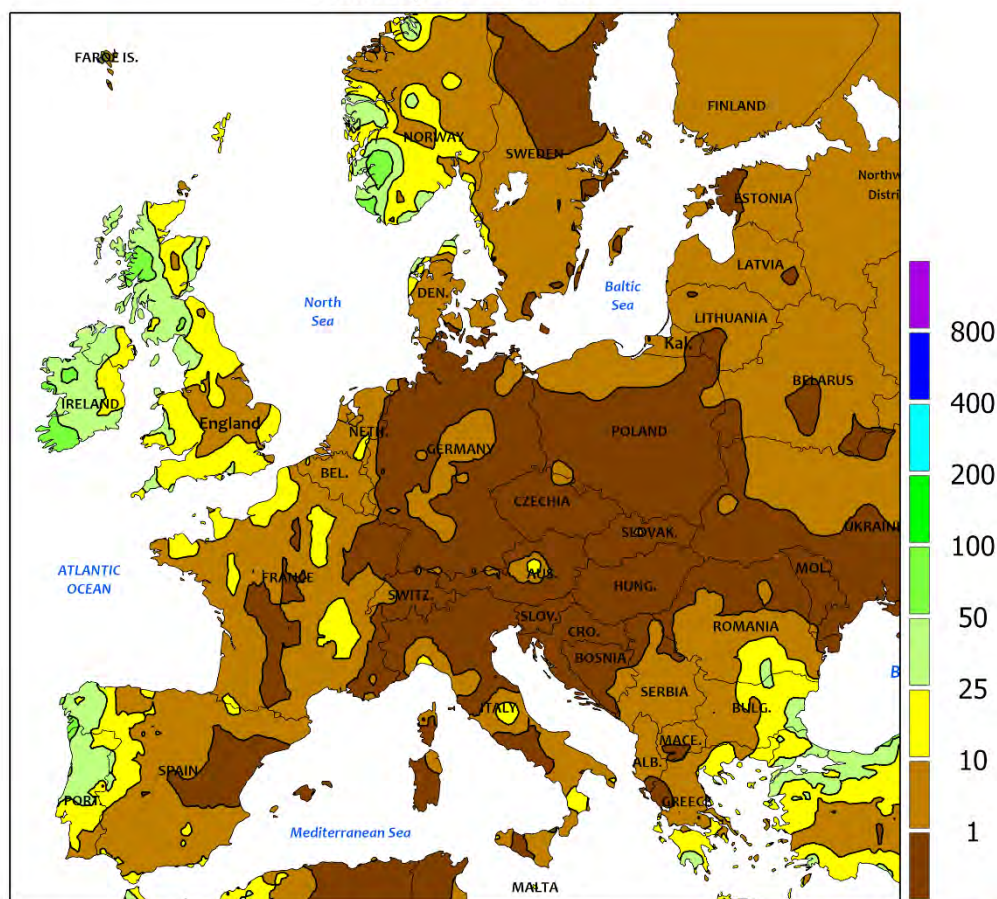 FAROE IS.
FINLAND
NORWAY
SWEDEN
Northw
Distri
ESTONIA
LATVIA
North
Sea
Baltic
Sea
DEN.
LITHUANIA
Kal.
BELARUS
IRELAND
England
NETH.
GERMANY
POLAND
BEL.
CZECHIA
SLOVAK.
UKRAIN
ATLANTIC
OCEAN
FRANCE
AUS.
MOL.
SWITZ.
HUNG.
SLOV.
CRO.
ROMANIA
BOSNIA
B
SERBIA
ITALY
BULG.
MACE.
SPAIN
ALB.
PORT.
GREECE
Mediterranean Sea
MALTA
800
400
200
100
50
25
10
1